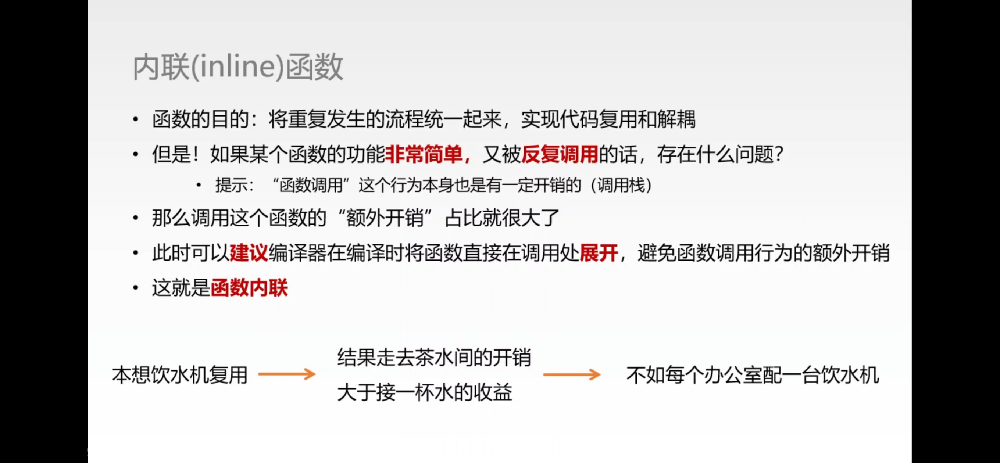 内联(inline)函数
• 函数的目的：将重复发生的流程统一起来，实现代码复用和解耦
• 但是！如果某个函数的功能非常简单，又被反复调用的话，存在什么问题？
• 提示：“函数调用”这个行为本身也是有一定开销的（调用栈）
• 那么调用这个函数的“额外开销”占比就很大了
• 此时可以建议编译器在编译时将函数直接在调用处展开，避免函数调用行为的额外开销
• 这就是函数内联
本想饮水机复用
结果走去茶水间的开销
大于接一杯水的收益
不如每个办公室配一台饮水机